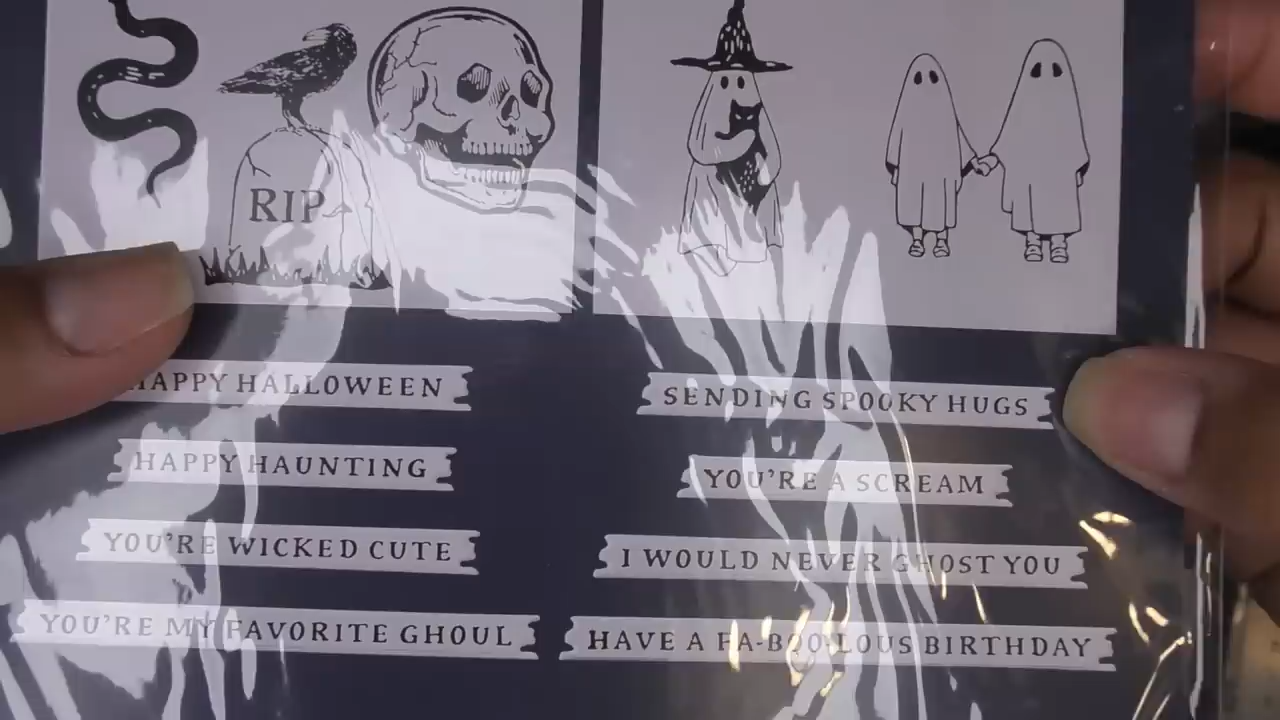 RIP
HAPPY HALLOWEEN
HAPPY HAUNTING
YOU'RE WICKED CUTE
YOU'RE MY FAVORITE GHOUL
SENDING SPOOKY HUGS
YOU'RE A SCREAM
I WOULD NEVER GHOST YOU
HAVE A FA-BOO-LOUS BIRTHDAY